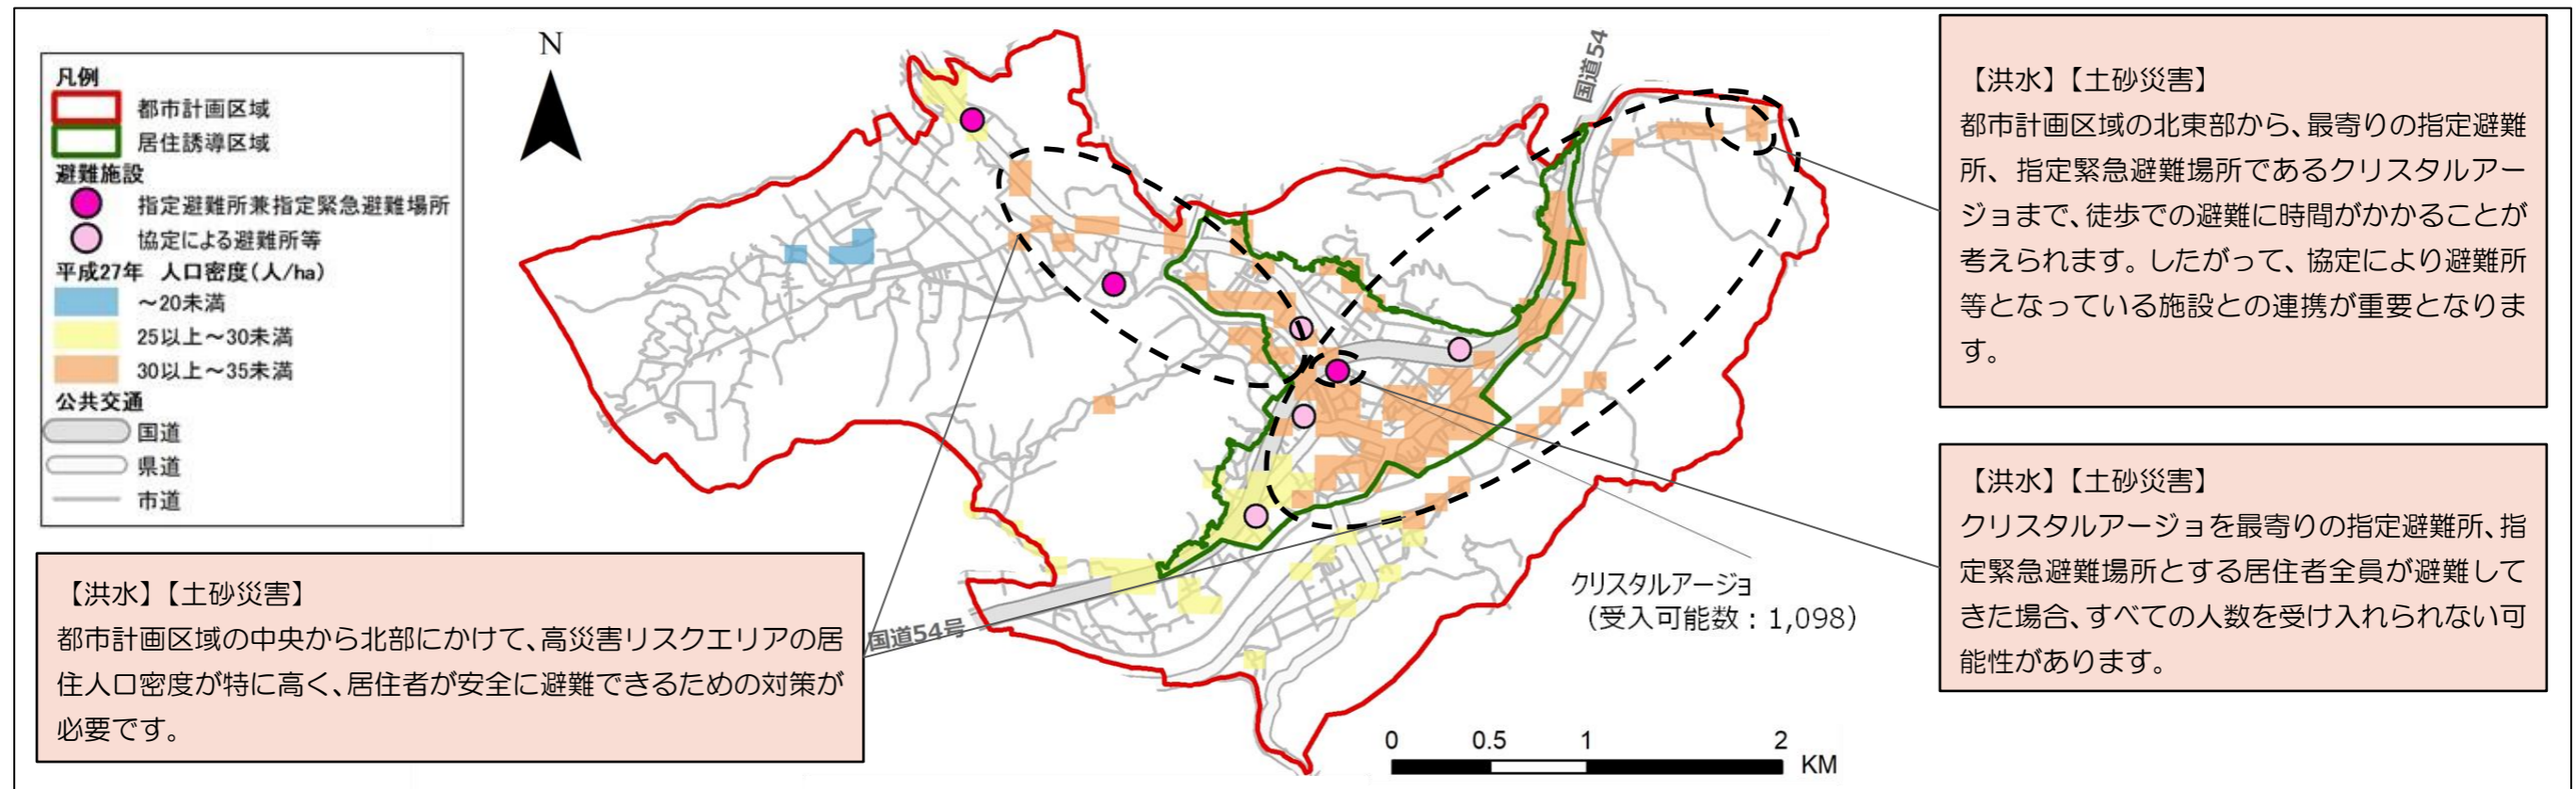 凡例
都市計画区域
居住誘導区域
避難施設
指定避難所兼指定緊急避難場所
協定による避難所等
平成27年 人口密度(人/ha)
～20未満
25以上～30未満
30以上～35未満
公共交通
国道
県道
市道
N
国道54
【洪水】【土砂災害】
都市計画区域の北東部から、最寄りの指定避難
所、指定緊急避難場所であるクリスタルアー
ジョまで、徒歩での避難に時間がかかることが
考えられます。したがって、協定により避難所
等となっている施設との連携が重要となりま
す。
【洪水】【土砂災害】
クリスタルアージョを最寄りの指定避難所、指
定緊急避難場所とする居住者全員が避難して
きた場合、すべての人数を受け入れられない可
能性があります。
【洪水】【土砂災害】
都市計画区域の中央から北部にかけて、高災害リスクエリアの居
住人口密度が特に高く、居住者が安全に避難できるための対策が
必要です。
国道54号
クリスタルアージョ
（受入可能数：1,098）
0 0.5 1 2
KM